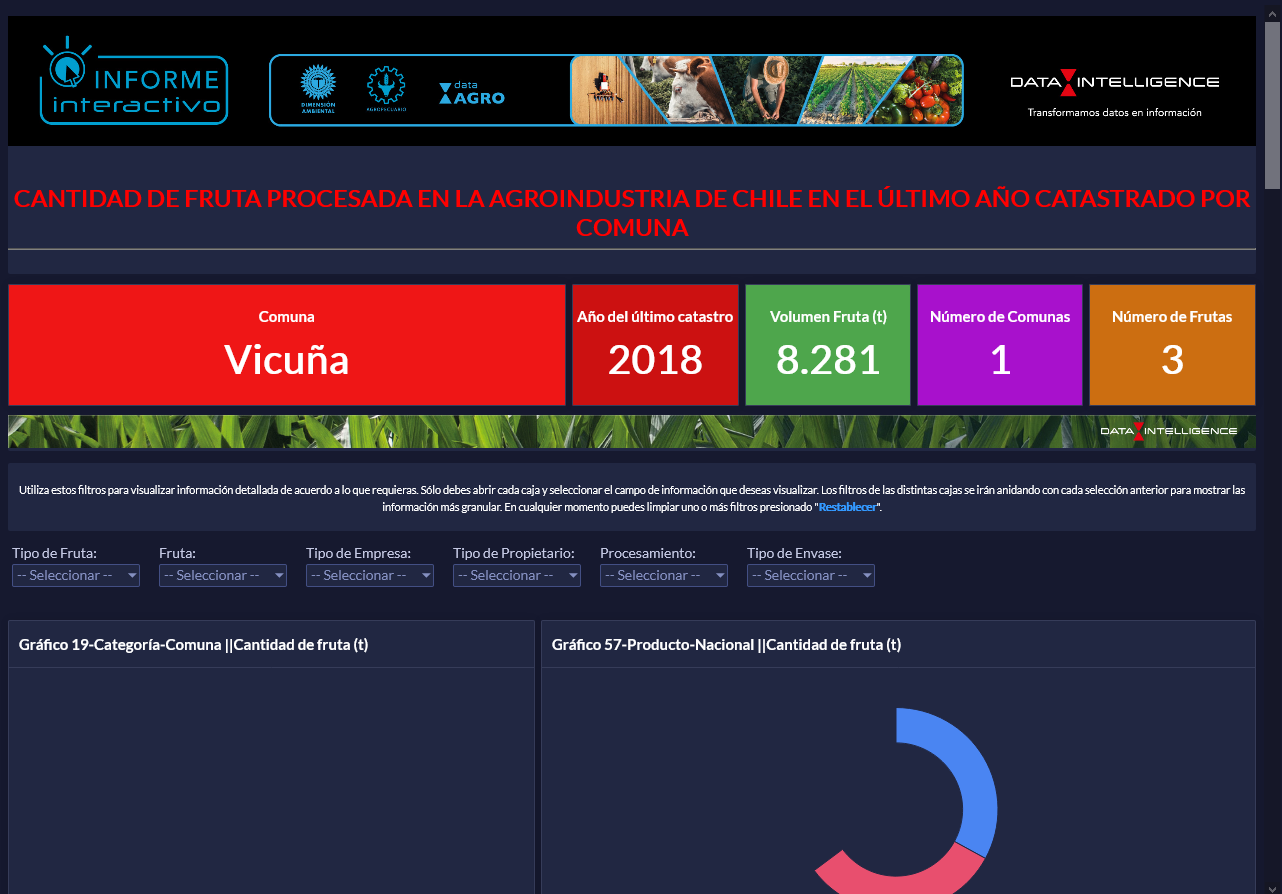 INFORME
interactivo
DIMENSIÓN
AMBIENTAL
AGROPECUARIO
data
AGRO
DATA INTELLIGENCE
Transformamos datos en información
CANTIDAD DE FRUTA PROCESADA EN LA AGROINDUSTRIA DE CHILE EN EL ÚLTIMO AÑO CATASTRADO POR
COMUNA
Comuna
Vicuña
Año del último catastro
2018
Volumen Fruta (t)
8.281
Número de Comunas
1
Número de Frutas
3
DATA INTELLIGENCE
Utiliza estos filtros para visualizar información detallada de acuerdo a lo que requieras. Sólo debes abrir cada caja y seleccionar el campo de información que deseas visualizar. Los filtros de las distintas cajas se irán anidando con cada selección anterior para mostrar las
información más granular. En cualquier momento puedes limpiar uno o más filtros presionado "Restablecer".
Tipo de Fruta: Fruta: Tipo de Empresa: Tipo de Propietario: Procesamiento: Tipo de Envase:
-- Seleccionar -- -- Seleccionar -- -- Seleccionar -- -- Seleccionar -- -- Seleccionar -- -- Seleccionar --
Gráfico 19-Categoría-Comuna ||Cantidad de fruta (t)
Gráfico 57-Producto-Nacional ||Cantidad de fruta (t)